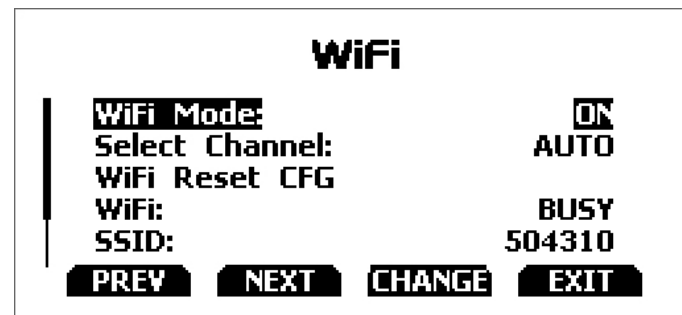 WiFi
WiFi Mode: ON
Select Channel: AUTO
WiFi Reset CFG
WiFi: BUSY
SSID: 504310
PREV NEXT CHANGE EXIT